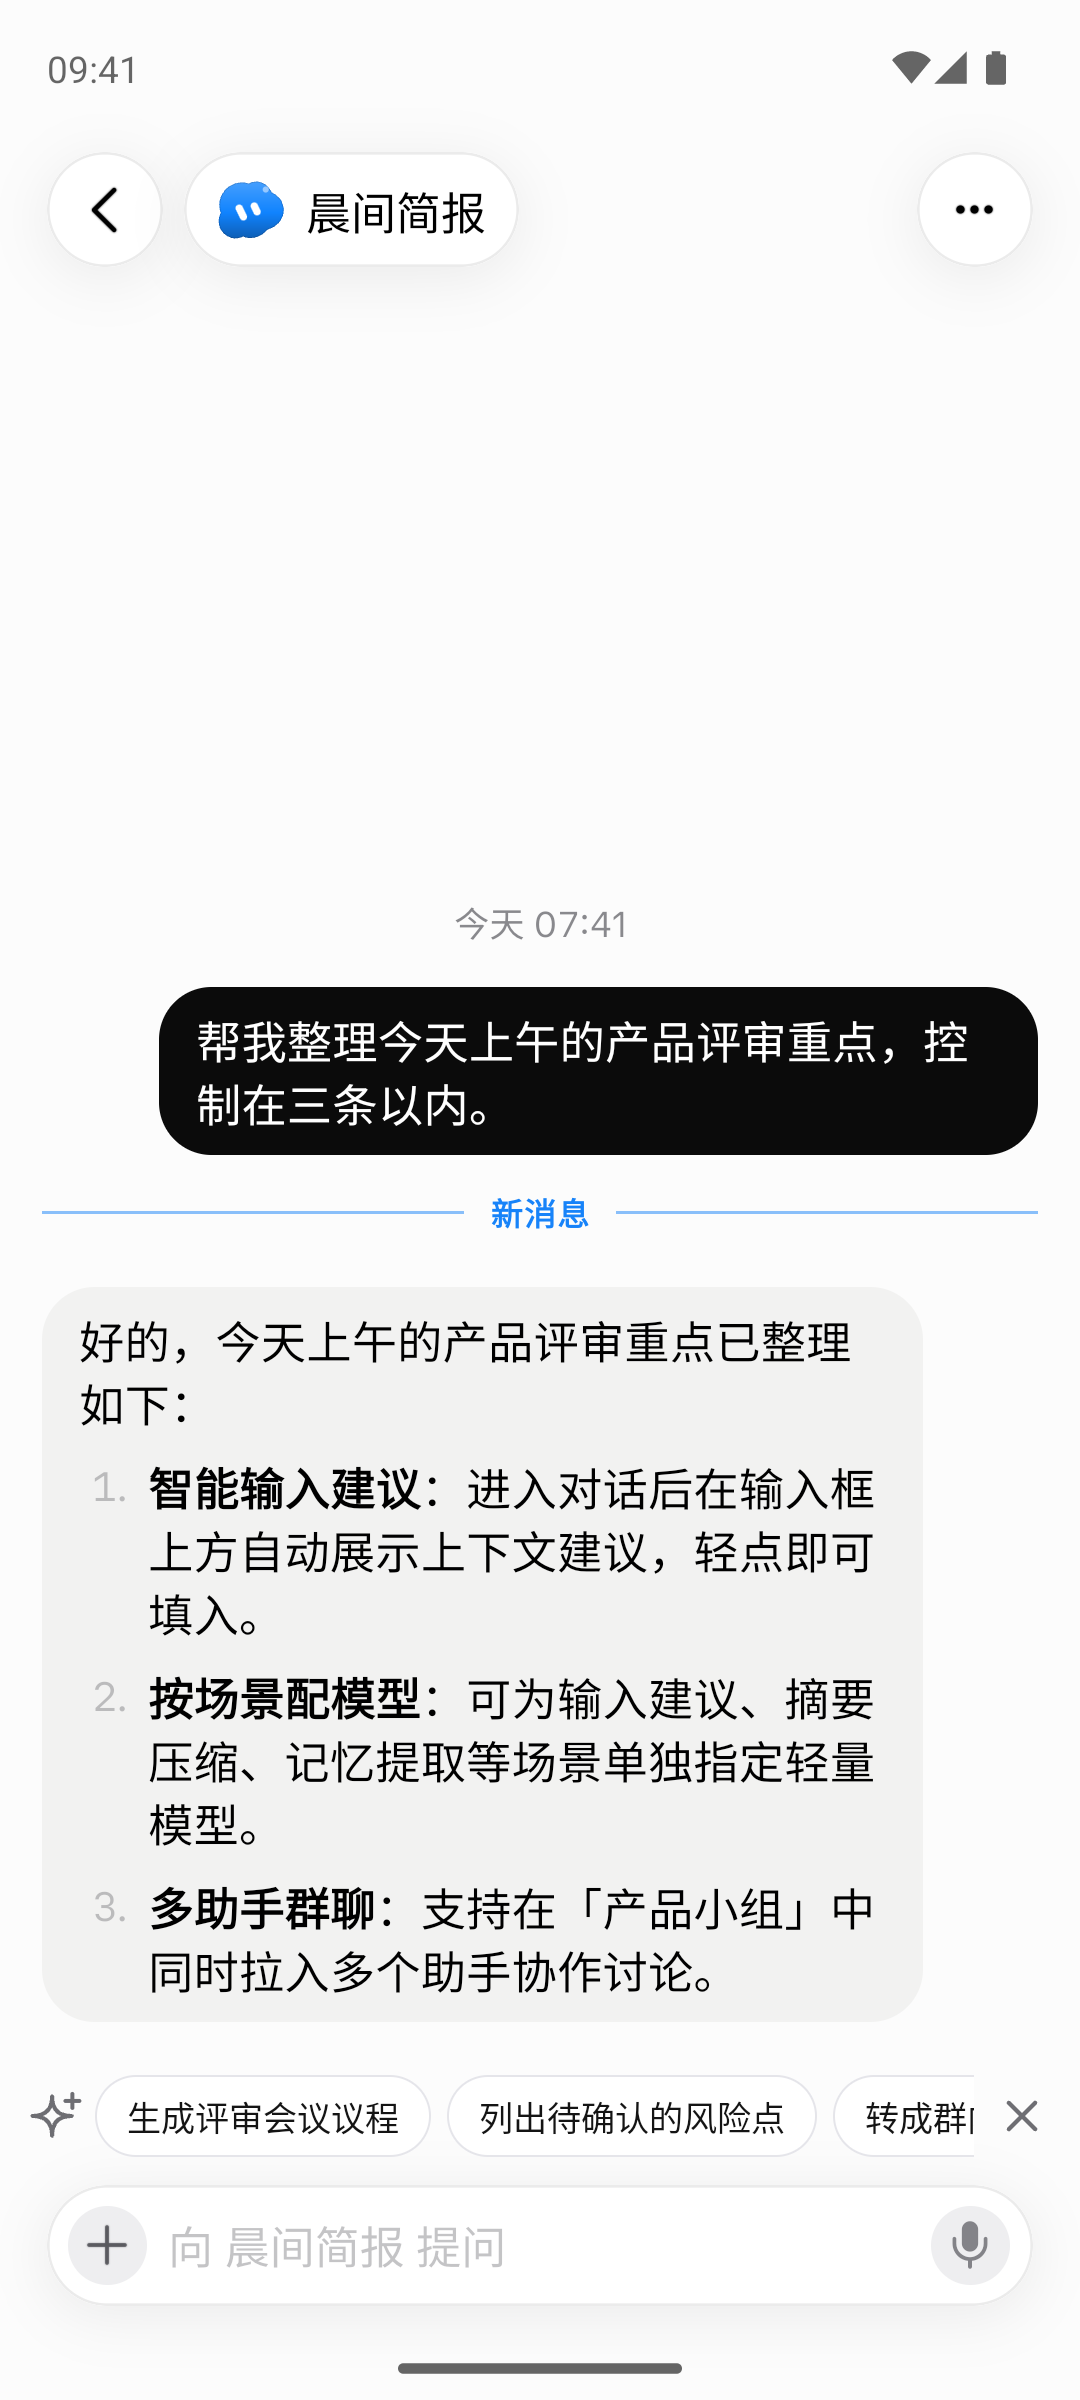 09:41
晨间简报
今天 07:41
帮我整理今天上午的产品评审重点，控
制在三条以内。
新消息
好的，今天上午的产品评审重点已整理
如下：
1. 智能输入建议：进入对话后在输入框
上方自动展示上下文建议，轻点即可
填入。
2. 按场景配模型：可为输入建议、摘要
压缩、记忆提取等场景单独指定轻量
模型。
3. 多助手群聊：支持在「产品小组」中
同时拉入多个助手协作讨论。
生成评审会议议程
列出待确认的风险点
转成群
向 晨间简报 提问